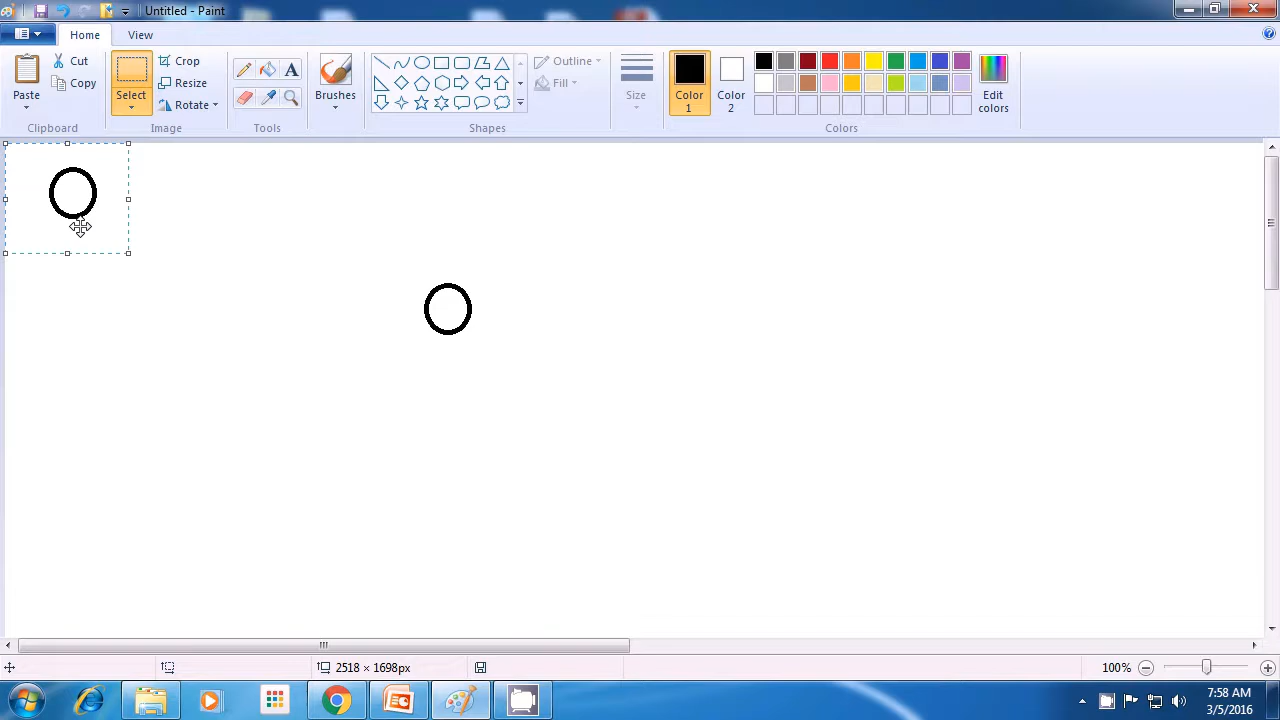 Untitled - Paint
Home View
Paste
Cut
Copy
Clipboard
Select
Crop
Resize
Rotate
Image
A
Tools
Brushes
Outline
Fill
Shapes
Size
Color 1
Color 2
Edit colors
Colors
2518 × 1698px
100%
7:58 AM
3/5/2016